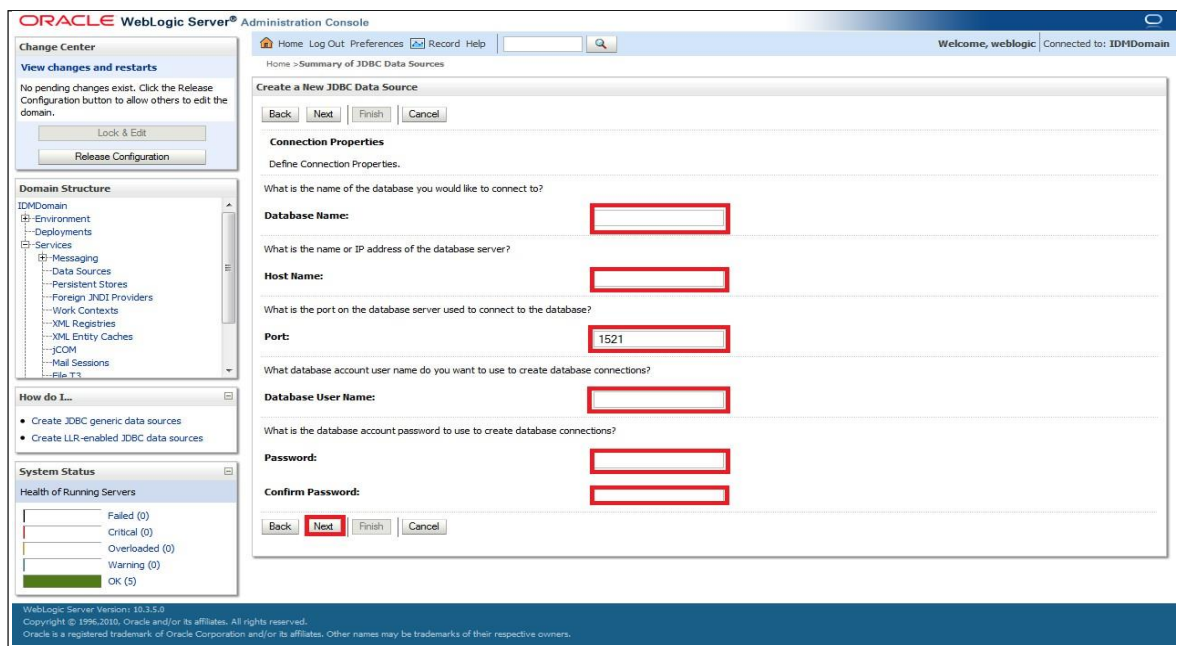 ORACLE WebLogic Server® Administration Console
Change Center
View changes and restarts
No pending changes exist. Click the Release
Configuration button to allow others to edit the
domain.
Lock & Edit
Release Configuration
Domain Structure
IDMDomain
Environment
Deployments
Services
Messaging
Data Sources
Persistent Stores
Foreign JNDI Providers
Work Contexts
XML Registries
XML Entity Caches
jCOM
Mail Sessions
File T3
How do I...
Create JDBC generic data sources
Create LLR-enabled JDBC data sources
System Status
Health of Running Servers
Failed (0)
Critical (0)
Overloaded (0)
Warning (0)
OK (5)
Home Log Out Preferences Record Help
Welcome, weblogic Connected to: IDMDomain
Home >Summary of JDBC Data Sources
Create a New JDBC Data Source
Back Next Finish Cancel
Connection Properties
Define Connection Properties.
What is the name of the database you would like to connect to?
Database Name:
What is the name or IP address of the database server?
Host Name:
What is the port on the database server used to connect to the database?
Port: 1521
What database account user name do you want to use to create database connections?
Database User Name:
What is the database account password to use to create database connections?
Password:
Confirm Password:
Back Next Finish Cancel
WebLogic Server Version: 10.3.5.0
Copyright © 1996,2010, Oracle and/or its affiliates. All rights reserved.
Oracle is a registered trademark of Oracle Corporation and/or its affiliates. Other names may be trademarks of their respective owners.